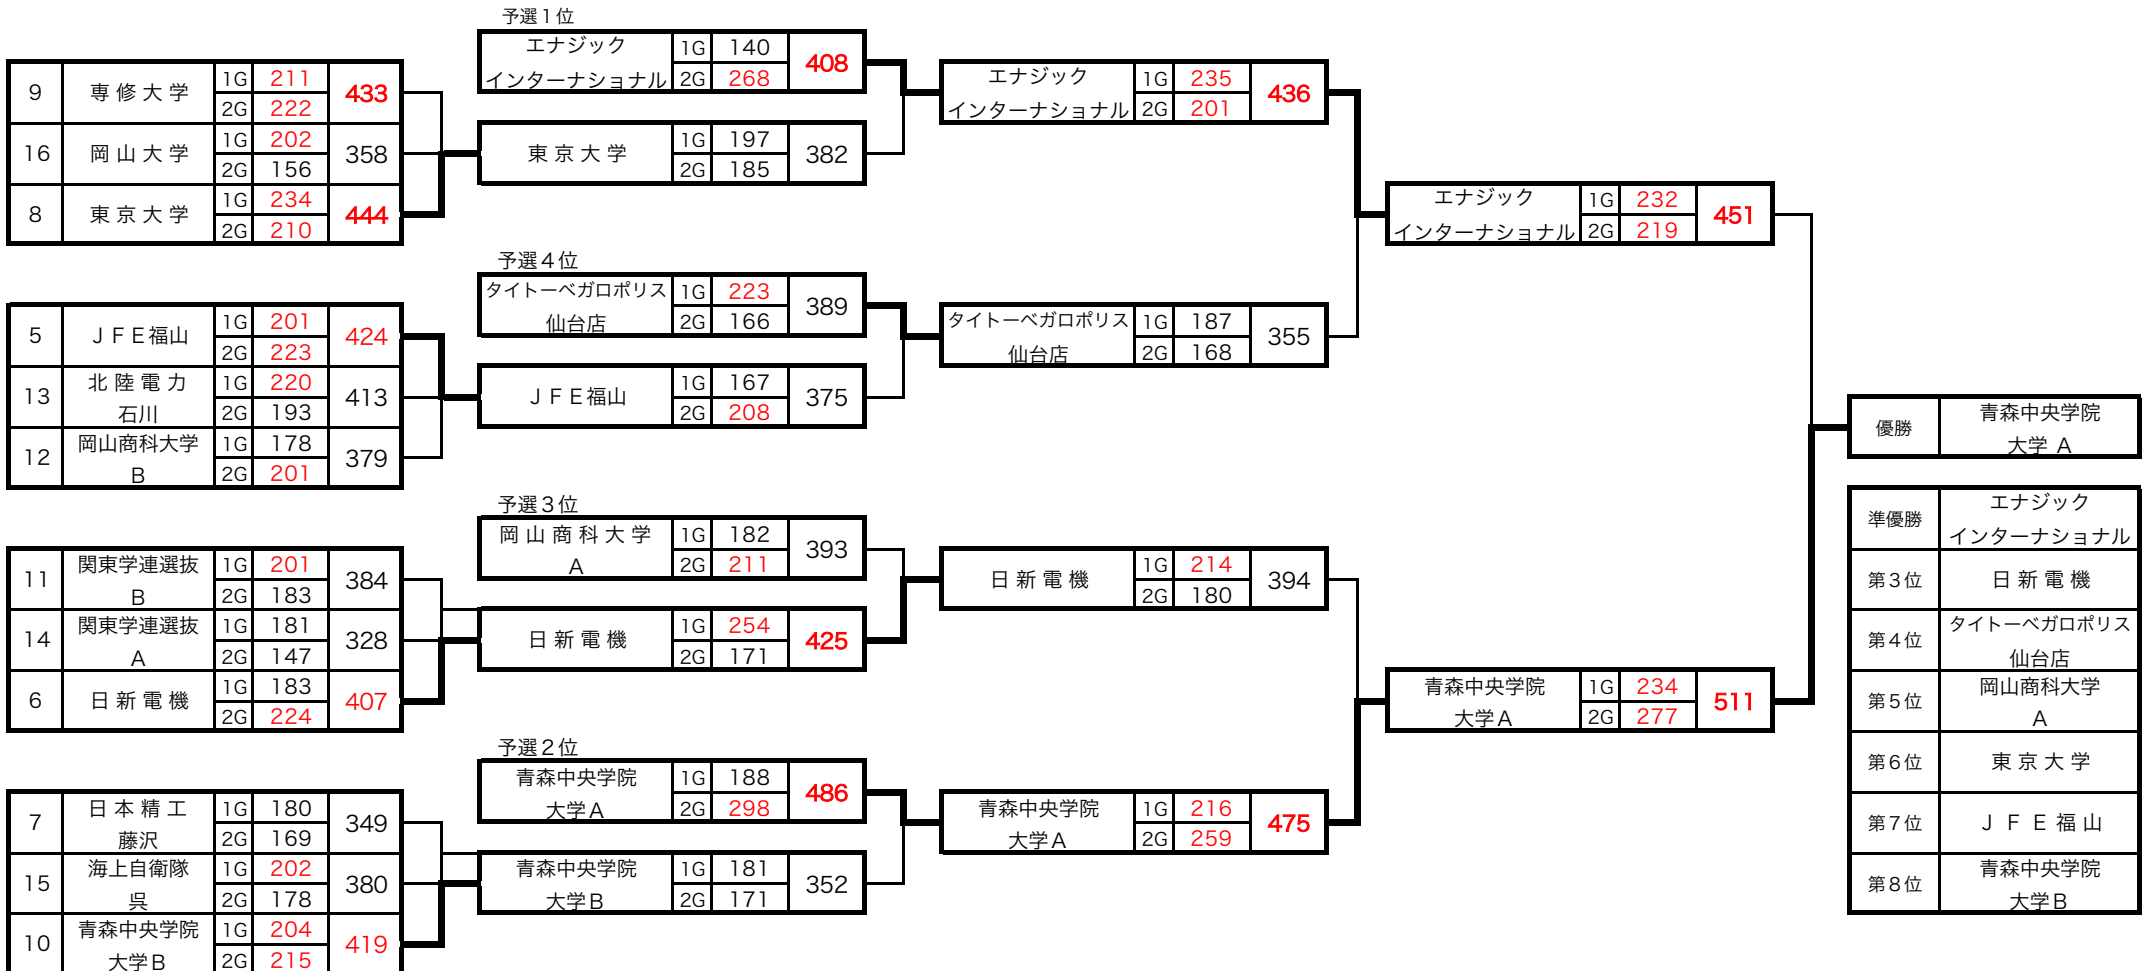 予選１位
エナジック
インターナショナル
1G 140
2G 268
408
東 京 大 学
1G 197
2G 185
382
9 専 修 大 学
1G 211
2G 222
433
16 岡 山 大 学
1G 202
2G 156
358
8 東 京 大 学
1G 234
2G 210
444
エナジック
インターナショナル
1G 235
2G 201
436
エナジック
インターナショナル
1G 232
2G 219
451
予選４位
タイトーベガロポリス
仙台店
1G 223
2G 166
389
ＪＦＥ福山
1G 167
2G 208
375
5 ＪＦＥ福山
1G 201
2G 223
424
13 北 陸 電 力
石川
1G 220
2G 193
413
12 岡山商科大学
B
1G 178
2G 201
379
タイトーベガロポリス
仙台店
1G 187
2G 168
355
予選３位
岡 山 商 科 大 学
A
1G 182
2G 211
393
日 新 電 機
1G 254
2G 171
425
11 関東学連選抜
B
1G 201
2G 183
384
14 関東学連選抜
A
1G 181
2G 147
328
6 日 新 電 機
1G 183
2G 224
407
日 新 電 機
1G 214
2G 180
394
青森中央学院
大学Ａ
1G 234
2G 277
511
予選２位
青森中央学院
大学Ａ
1G 188
2G 298
486
青森中央学院
大学Ｂ
1G 181
2G 171
352
7 日 本 精 工
藤沢
1G 180
2G 169
349
15 海上自衛隊
呉
1G 202
2G 178
380
10 青森中央学院
大学Ｂ
1G 204
2G 215
419
青森中央学院
大学Ａ
1G 216
2G 259
475
優勝 青森中央学院
大学 A
準優勝 エナジック
インターナショナル
第３位 日 新 電 機
第４位 タイトーベガロポリス
仙台店
第５位 岡山商科大学
A
第６位 東 京 大 学
第７位 Ｊ Ｆ Ｅ 福 山
第８位 青森中央学院
大学Ｂ